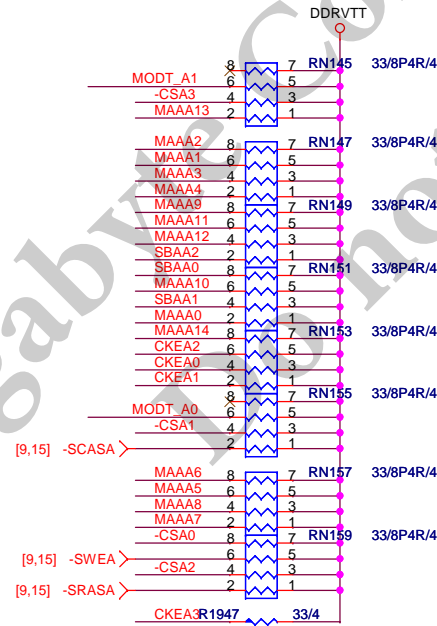 DDRVTT
8 7 RN145 33/8P4R/4
MODT_A1 6 5
-CSA3 4 3
MAAA13 2 1
MAAA2 8 7 RN147 33/8P4R/4
MAAA1 6 5
MAAA3 4 3
MAAA4 2 1
MAAA9 8 7 RN149 33/8P4R/4
MAAA11 6 5
MAAA12 4 3
SBAA2 2 1
SBAA0 8 7 RN151 33/8P4R/4
MAAA10 6 5
SBAA1 4 3
MAAA0 2 1
MAAA14 8 7 RN153 33/8P4R/4
CKEA2 6 5
CKEA0 4 3
CKEA1 2 1
8 7 RN155 33/8P4R/4
MODT_A0 6 5
-CSA1 4 3
[9,15] -SCASA 2 1
MAAA6 8 7 RN157 33/8P4R/4
MAAA5 6 5
MAAA8 4 3
MAAA7 2 1
-CSA0 8 7 RN159 33/8P4R/4
[9,15] -SWEA 6 5
-CSA2 4 3
[9,15] -SRASA 2 1
CKEA3 R1947 33/4
gabyte Co
Do no